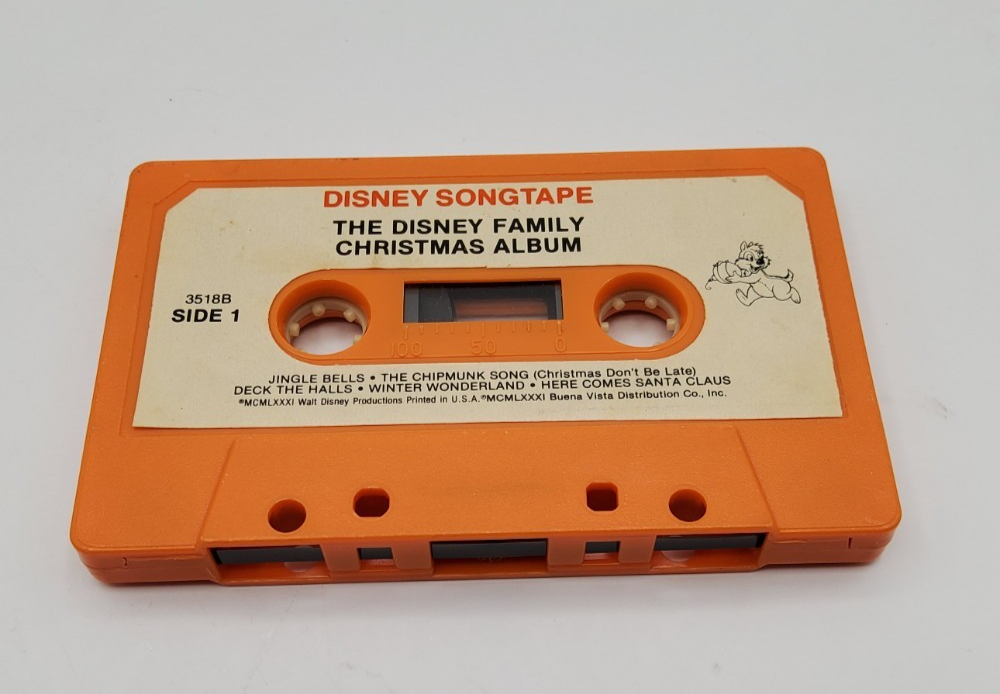 DISNEY SONGTAPE
THE DISNEY FAMILY
CHRISTMAS ALBUM
3518B
SIDE 1
100 50 0
JINGLE BELLS • THE CHIPMUNK SONG (Christmas Don't Be Late)
DECK THE HALLS • WINTER WONDERLAND • HERE COMES SANTA CLAUS
℗MCMLXXXI Walt Disney Productions Printed in U.S.A. ℗MCMLXXXI Buena Vista Distribution Co., Inc.